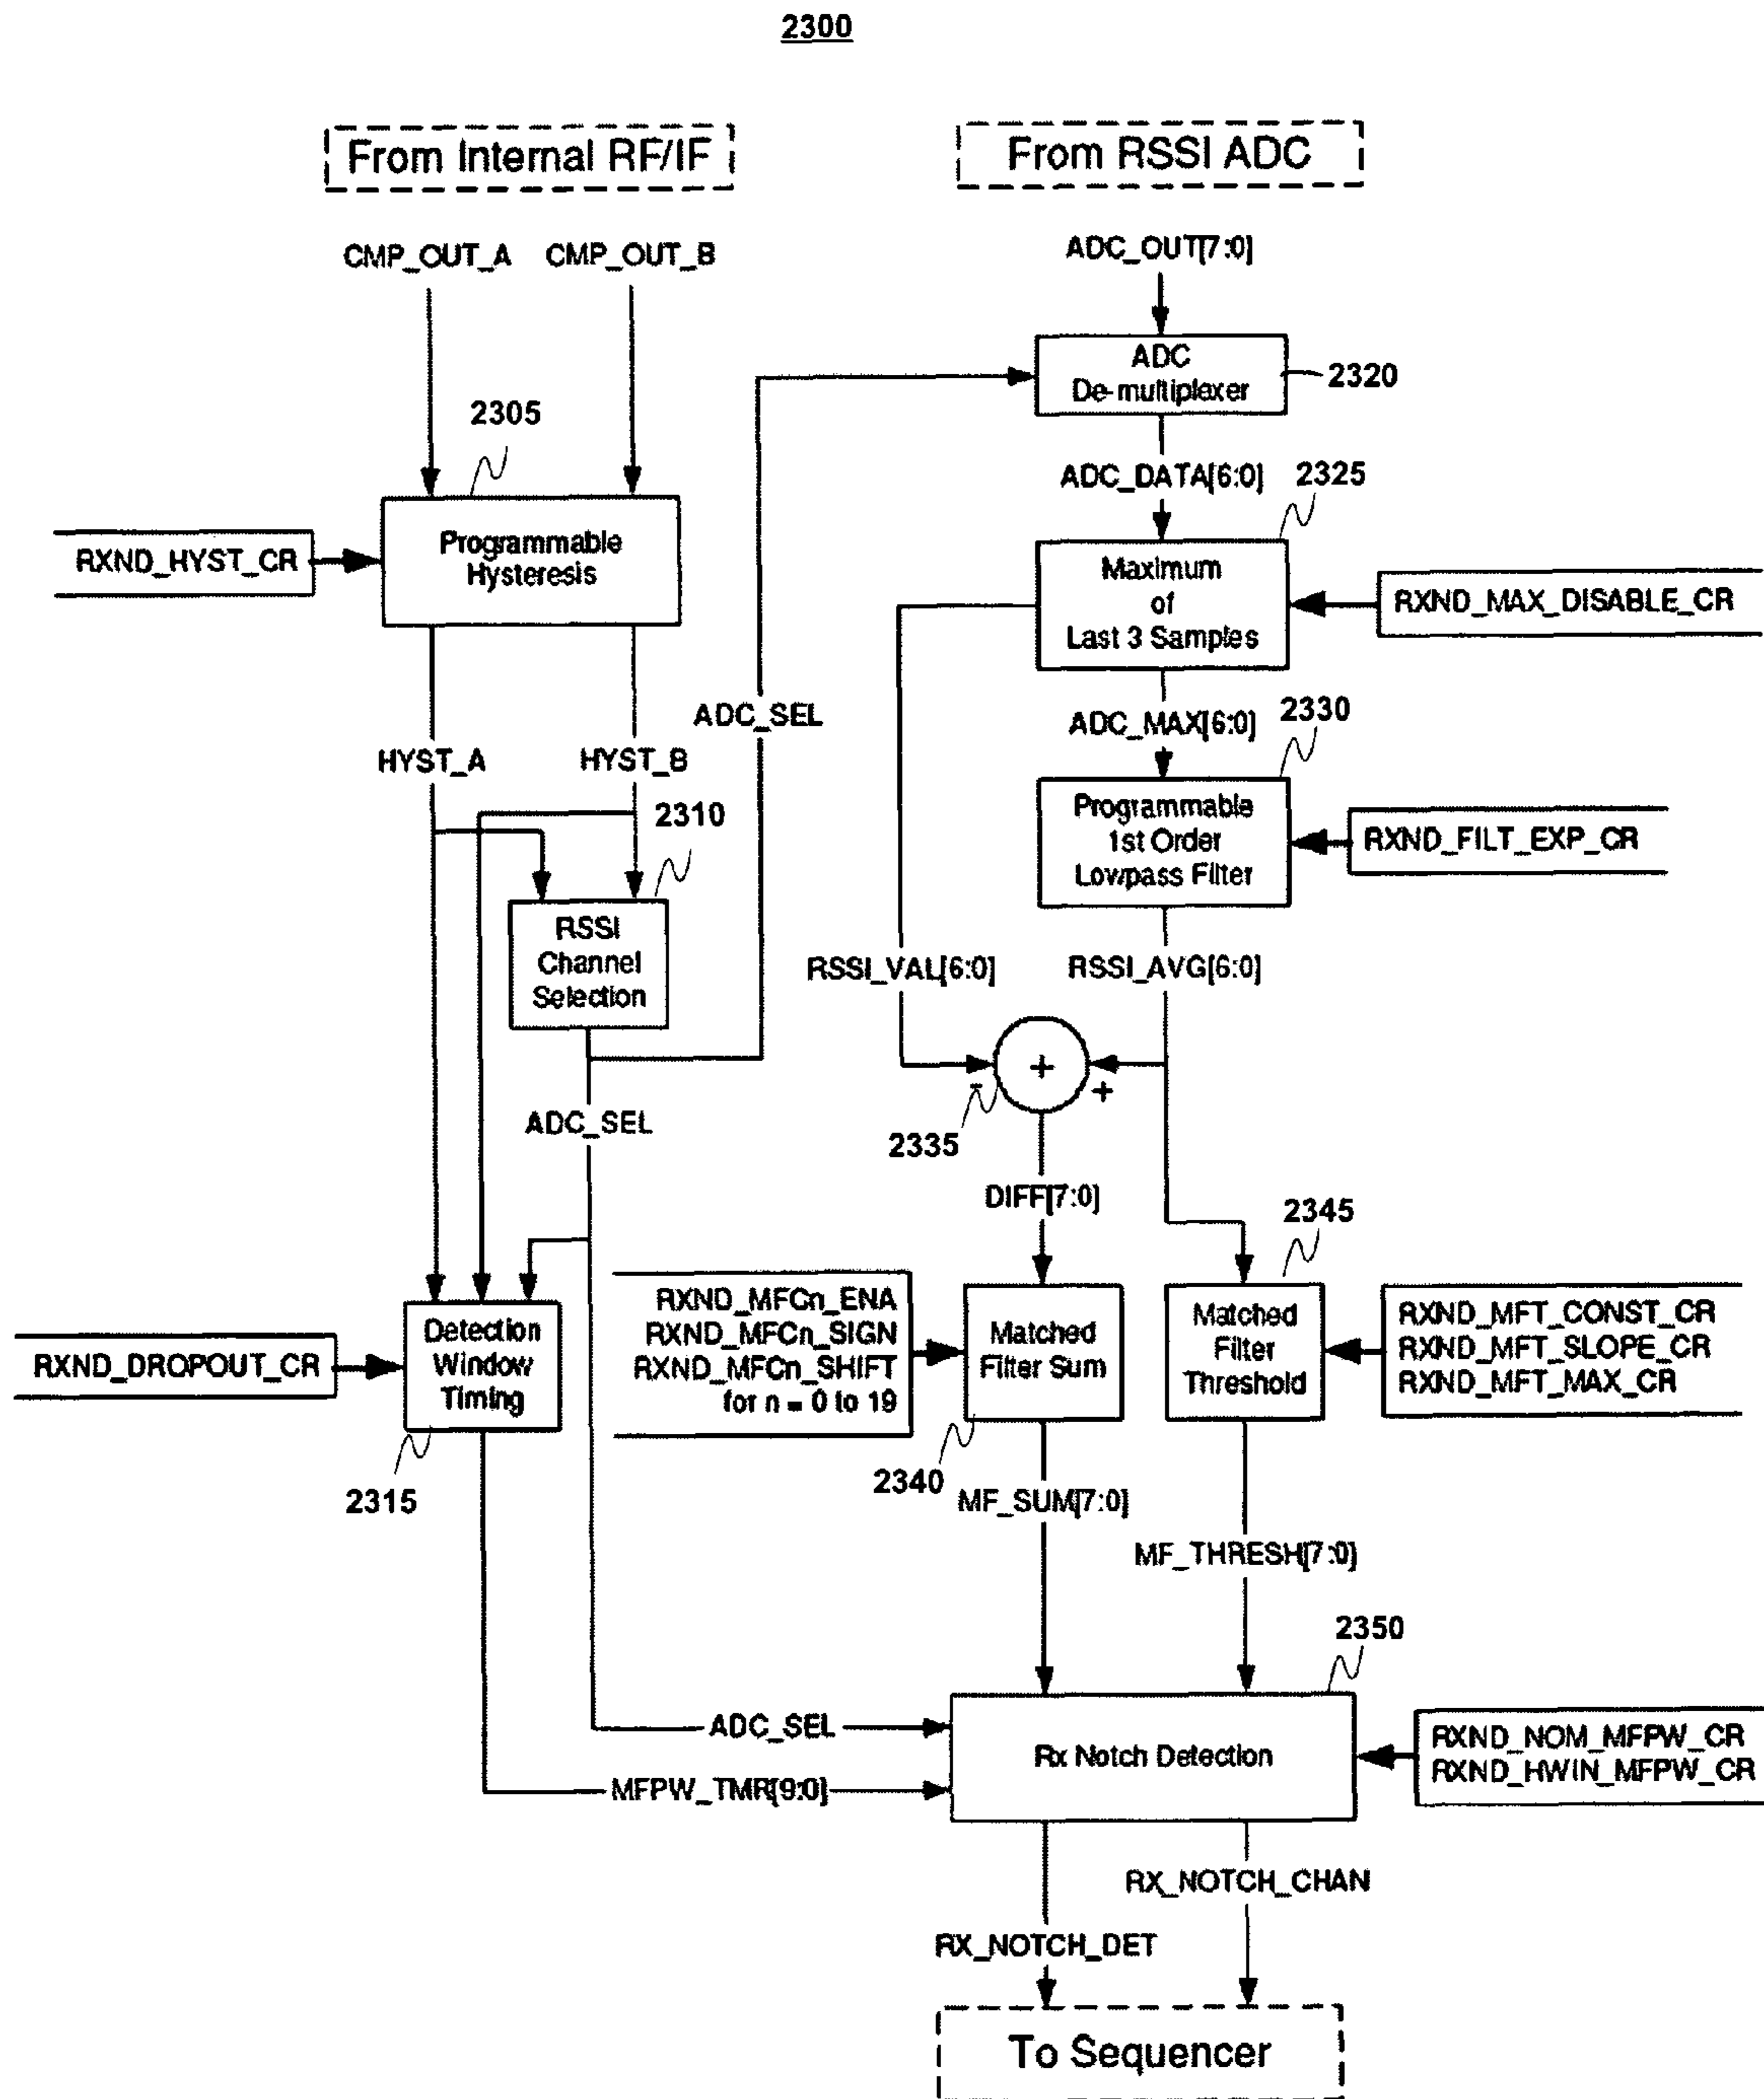 2300
From Internal RF/IF
From RSSI ADC
CMP_OUT_A
CMP_OUT_B
ADC_OUT[7:0]
ADC
De-multiplexer
2320
2305
ADC_DATA[6:0]
2325
RXND_HYST_CR
Programmable
Hysteresis
Maximum
of
Last 3 Samples
RXND_MAX_DISABLE_CR
ADC_SEL
ADC_MAX[6:0]
2330
HYST_A
HYST_B
2310
Programmable
1st Order
Lowpass Filter
RXND_FILT_EXP_CR
RSSI
Channel
Selection
RSSI_VAL[6:0]
RSSI_AVG[6:0]
+
-
+
ADC_SEL
2335
DIFF[7:0]
2345
RXND_DROPOUT_CR
Detection
Window
Timing
RXND_MFCn_ENA
RXND_MFCn_SIGN
RXND_MFCn_SHIFT
for n = 0 to 19
Matched
Filter Sum
Matched
Filter
Threshold
RXND_MFT_CONST_CR
RXND_MFT_SLOPE_CR
RXND_MFT_MAX_CR
2315
2340
MF_SUM[7:0]
MF_THRESH[7:0]
2350
ADC_SEL
Rx Notch Detection
RXND_NOM_MFPW_CR
RXND_HWIN_MFPW_CR
MFPW_TMR[9:0]
RX_NOTCH_CHAN
RX_NOTCH_DET
To Sequencer